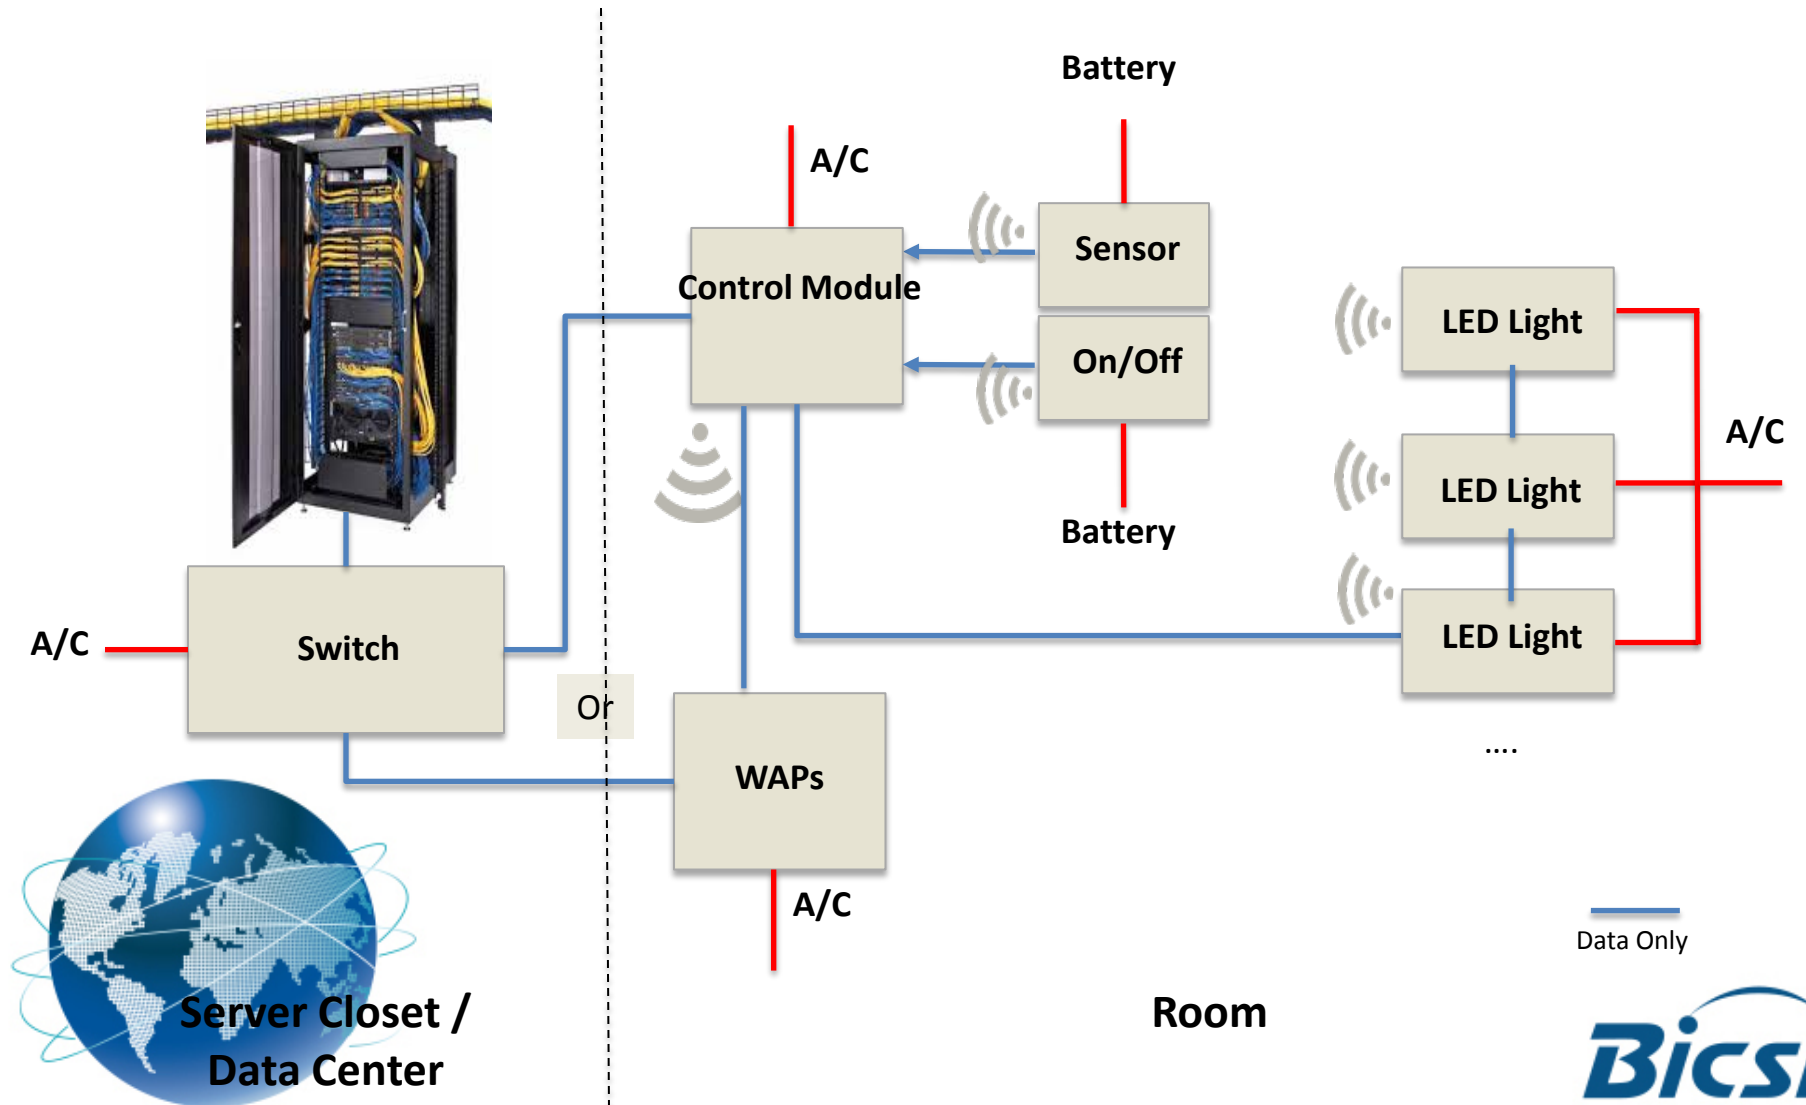 Battery
A/C
Sensor
Control Module
LED Light
On/Off
A/C
LED Light
Battery
LED Light
Switch
A/C
Or
....
WAPs
A/C
Data Only
Server Closet /
Data Center
Room
Bicsi